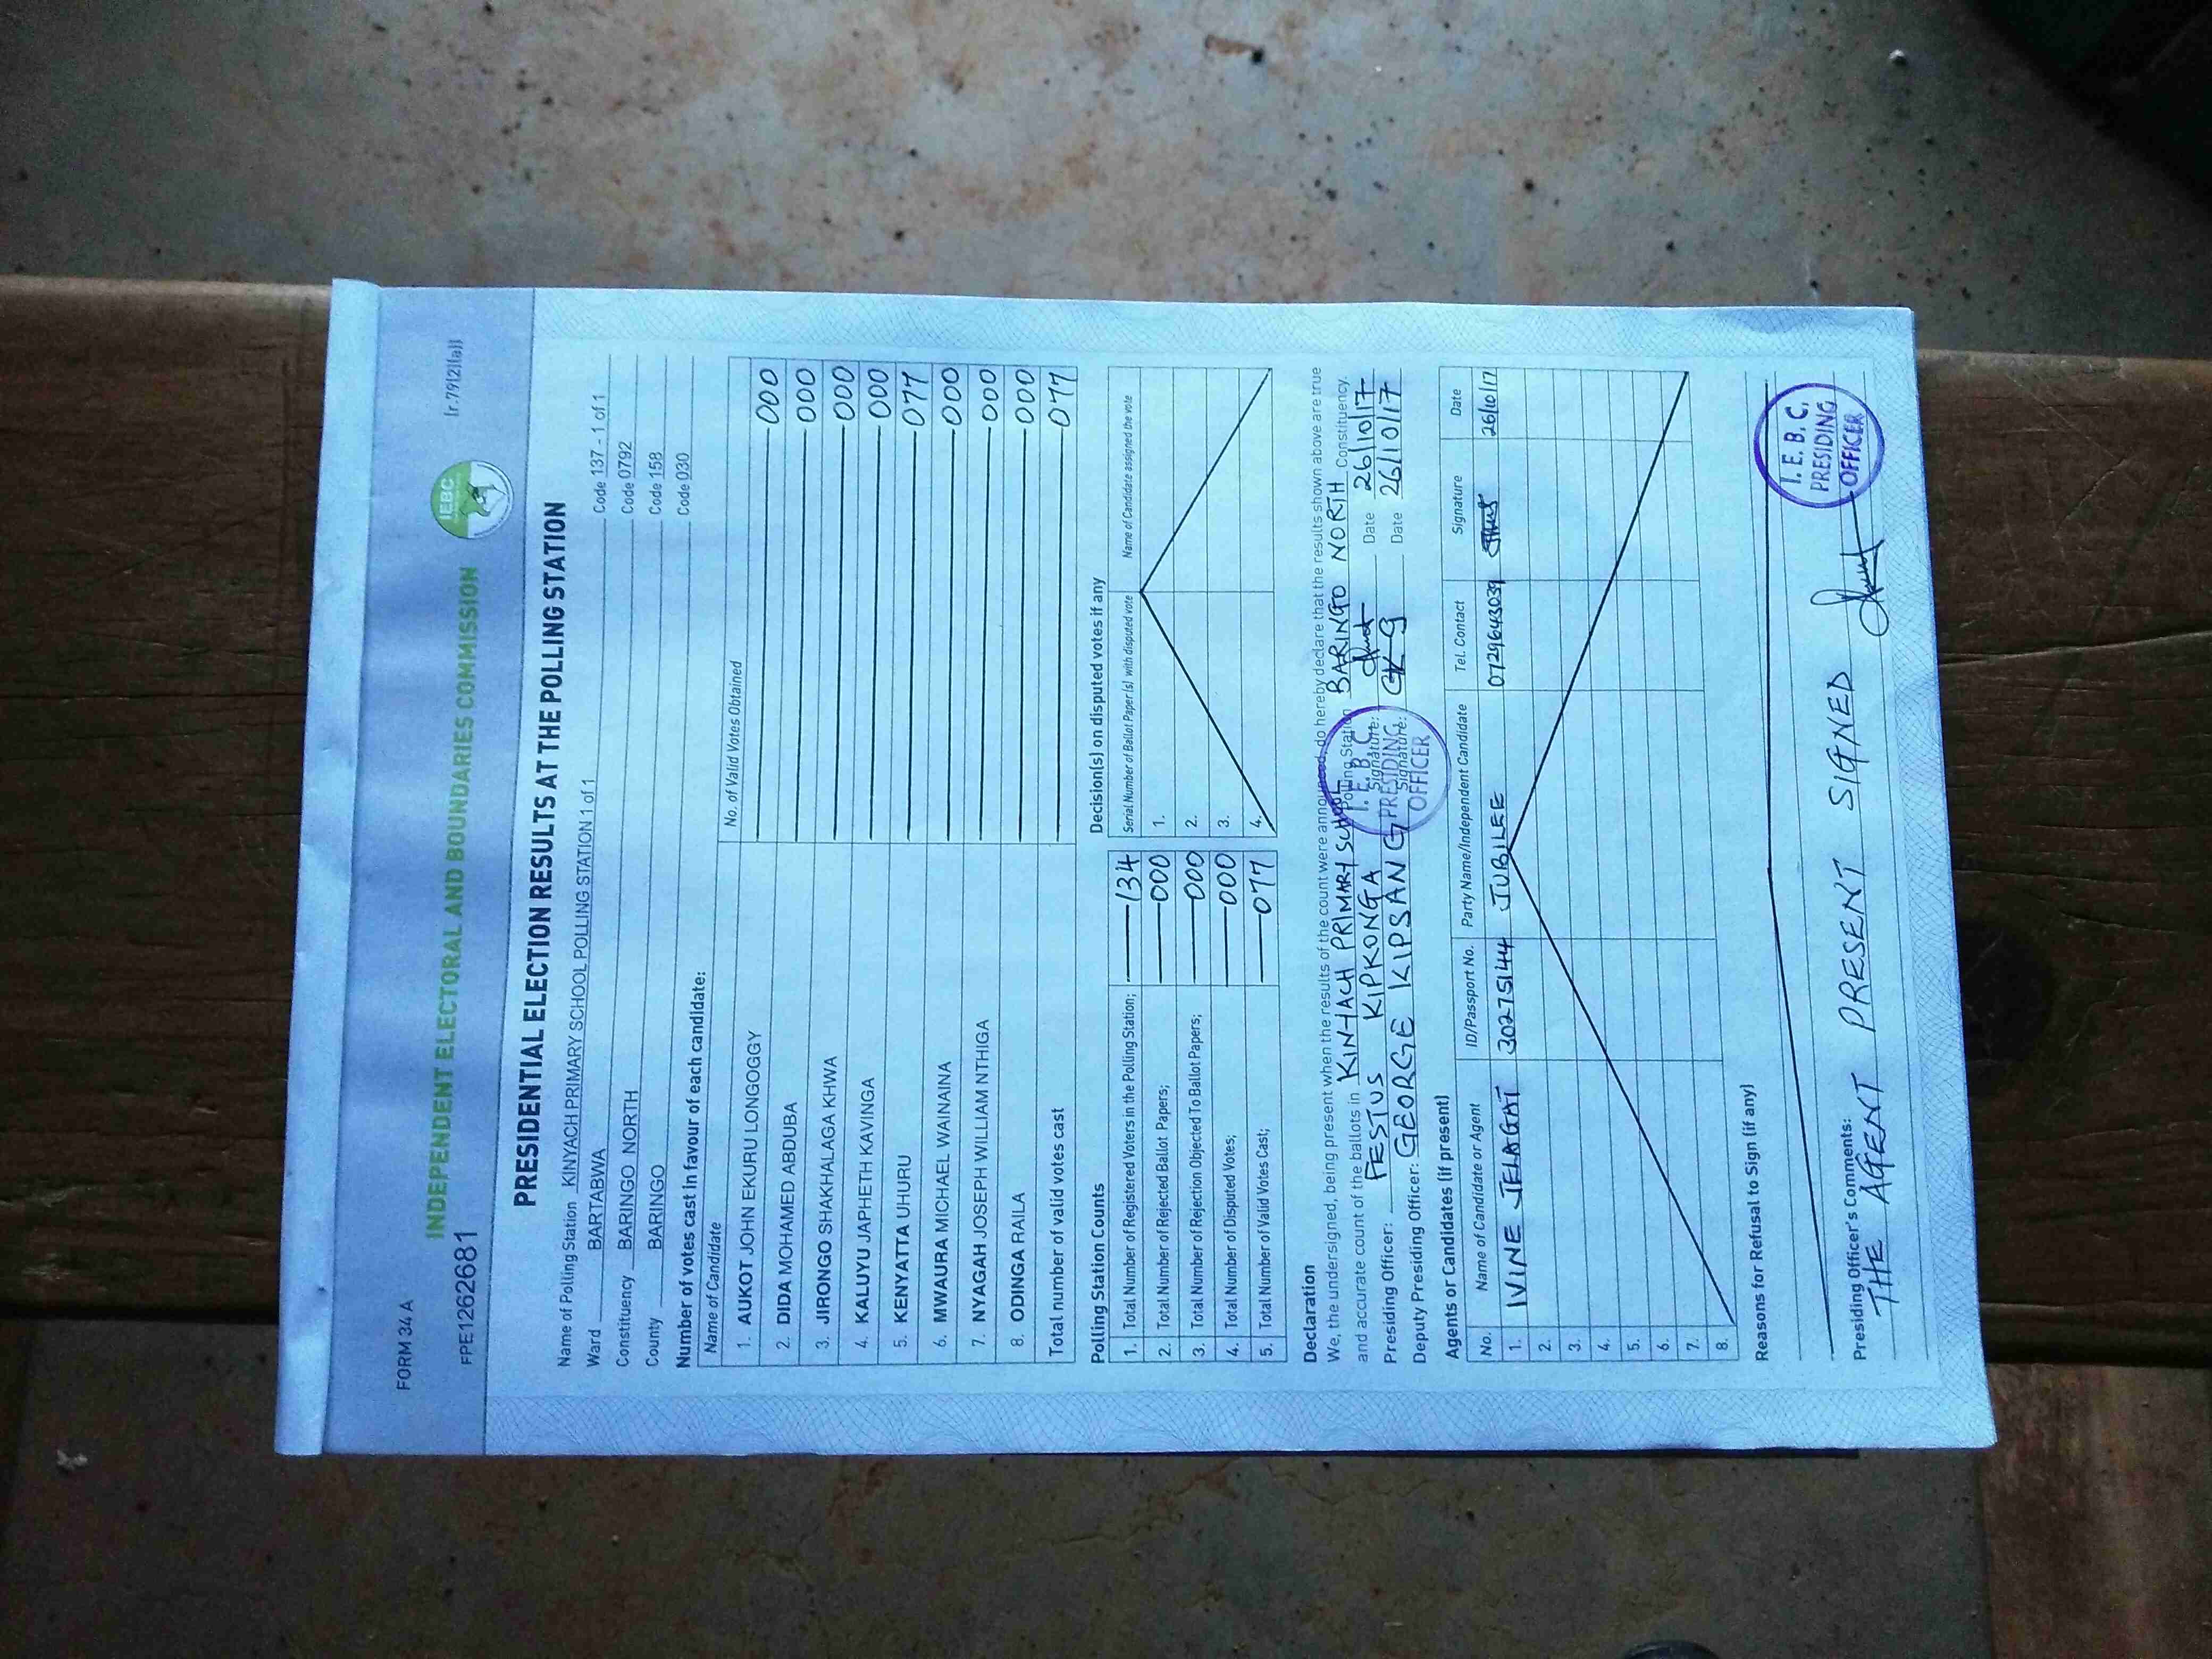 FORM 34 A
INDEPENDENT ELECTORAL AND BOUNDARIES COMMISSION
IEBC
(r.79(2)(a))
FPE1262681
PRESIDENTIAL ELECTION RESULTS AT THE POLLING STATION
Name of Polling Station KINYACH PRIMARY SCHOOL POLLING STATION 1 of 1 Code 137 - 1 of 1
Ward BARTABWA Code 0792
Constituency BARINGO NORTH Code 158
County BARINGO Code 030
Number of votes cast in favour of each candidate:
Name of Candidate No. of Valid Votes Obtained
1. AUKOT JOHN EKURU LONGOGGY 000
2. DIDA MOHAMED ABDUBA 000
3. JIRONGO SHAKHALAGA KHWA 000
4. KALUYU JAPHETH KAVINGA 000
5. KENYATTA UHURU 077
6. MWAURA MICHAEL WAINAINA 000
7. NYAGAH JOSEPH WILLIAM NTHIGA 000
8. ODINGA RAILA 000
Total number of valid votes cast 077
Polling Station Counts
1. Total Number of Registered Voters in the Polling Station; 134
2. Total Number of Rejected Ballot Papers; 000
3. Total Number of Rejection Objected To Ballot Papers; 000
4. Total Number of Disputed Votes; 000
5. Total Number of Valid Votes Cast; 077
Decision(s) on disputed votes if any
Serial Number of Ballot Paper (s) with disputed vote Name of Candidate assigned the vote
1.
2.
3.
4.
Declaration
We, the undersigned, being present when the results of the count were announced, do hereby declare that the results shown above are true
and accurate count of the ballots in KINYACH PRIMARY SCHOOL Polling Station BARINGO NORTH Constituency.
Presiding Officer: FESTUS KIPKONGA Signature: Date 26/10/17
Deputy Presiding Officer: GEORGE KIPSANG Signature: Date 26/10/17
I. E. B. C.
PRESIDING
OFFICER
Agents or Candidates (if present)
No. Name of Candidate or Agent ID/Passport No. Party Name/Independent Candidate Tel. Contact Signature Date
1. IVINE JELAGAT 30275144 JUBILEE 0729643039 26/10/17
2.
3.
4.
5.
6.
7.
8.
Reasons for Refusal to Sign (if any)
Presiding Officer's Comments:
THE AGENT PRESENT SIGNED
I. E. B. C.
PRESIDING
OFFICER